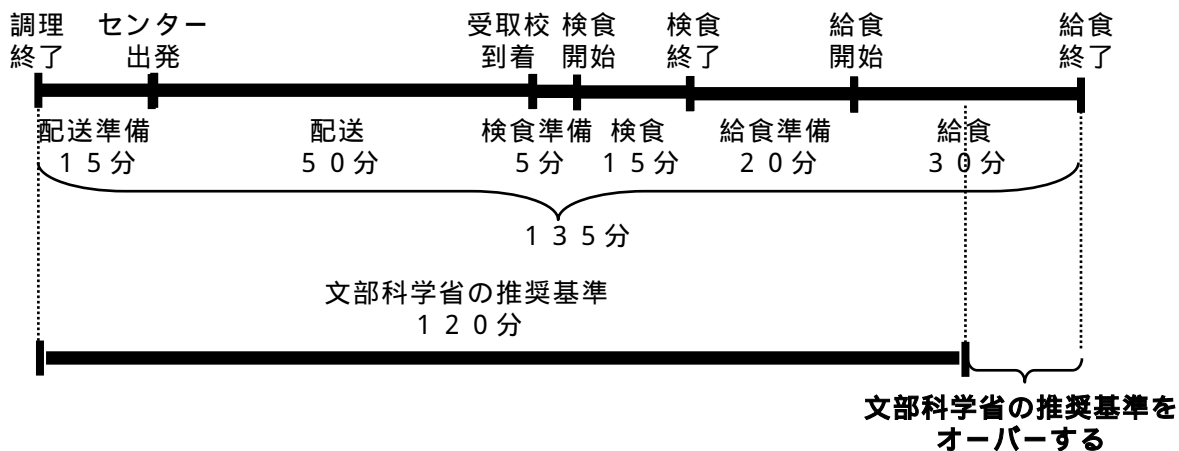 調理 センター 受取校 検食 検食 給食 給食
終了 出発 到着 開始 終了 開始 終了
配送準備 配送 検食準備 検食 給食準備 給食
15分 50分 5分 15分 20分 30分
135分
文部科学省の推奨基準
120分
文部科学省の推奨基準を
オーバーする